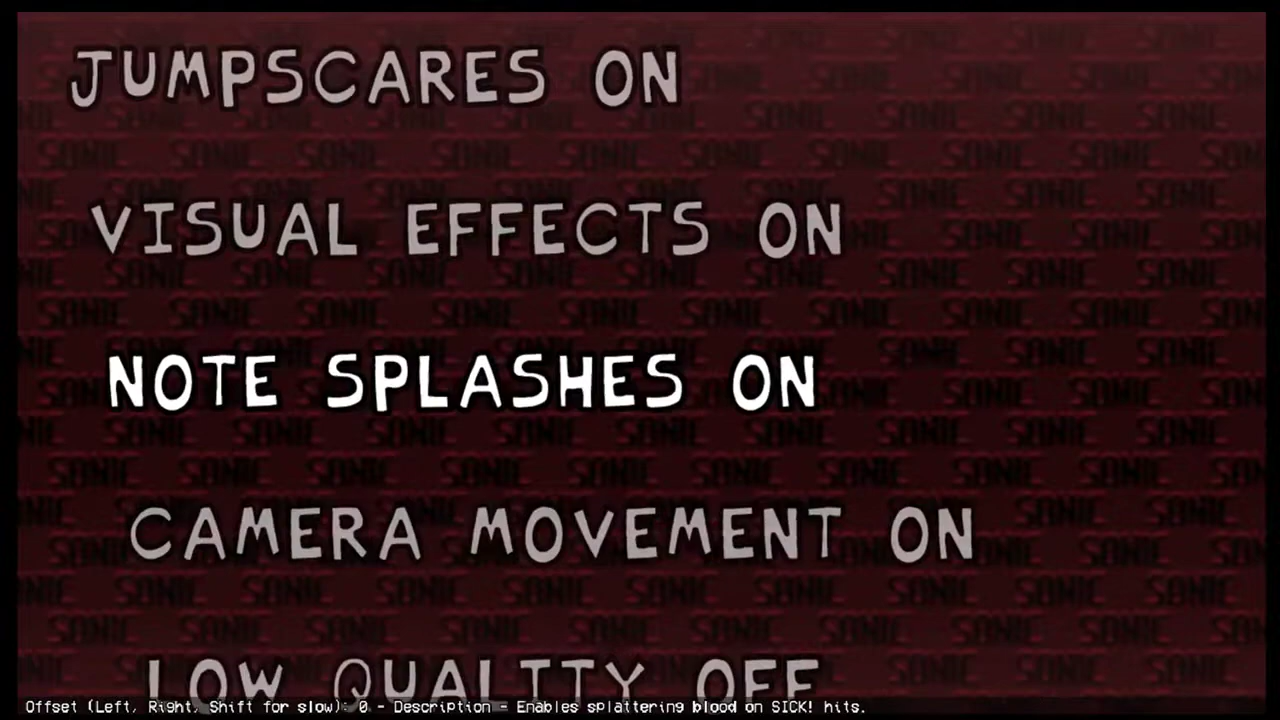 JUMPSCARES ON
VISUAL EFFECTS ON
NOTE SPLASHES ON
CAMERA MOVEMENT ON
LOW QUALITY OFF
Offset (Left, Right, Shift for slow): 0 - Description - Enables splattering blood on SICK! hits.